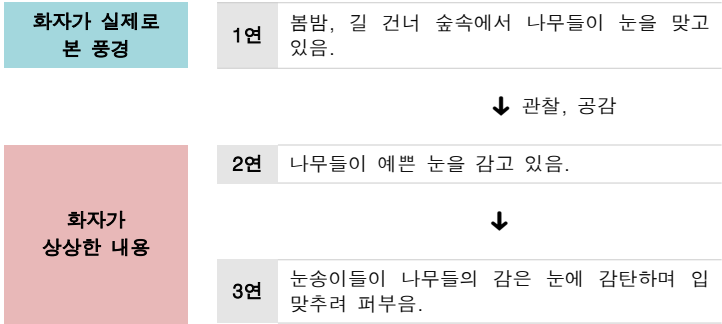 화자가 실제로
본 풍경
1연
봄밤, 길 건너 숲속에서 나무들이 눈을 맞고
있음.
관찰, 공감
화자가
상상한 내용
2연
나무들이 예쁜 눈을 감고 있음.
3연
눈송이들이 나무들의 감은 눈에 감탄하며 입
맞추려 퍼부음.